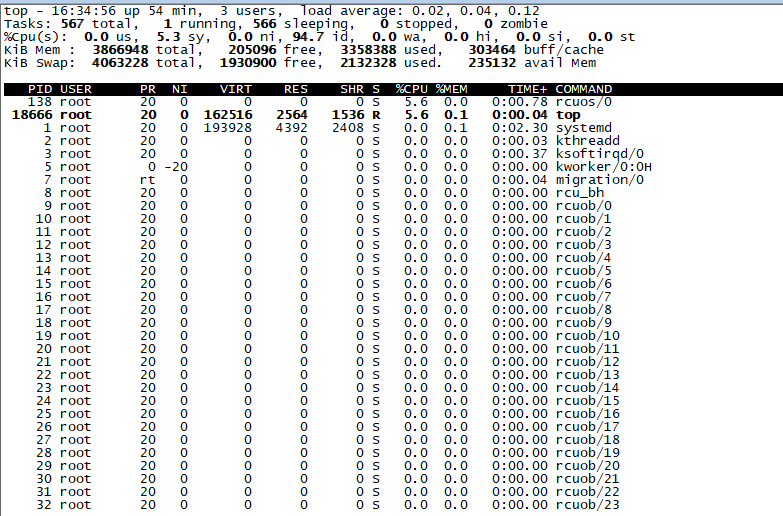 top - 16:34:56 up 54 min,  3 users,  load average: 0.02, 0.04, 0.12
Tasks: 567 total,   1 running, 566 sleeping,   0 stopped,   0 zombie
%Cpu(s):  0.0 us,  5.3 sy,  0.0 ni, 94.7 id,  0.0 wa,  0.0 hi,  0.0 si,  0.0 st
KiB Mem :  3866948 total,   205096 free,  3358388 used,   303464 buff/cache
KiB Swap:  4063228 total,  1930900 free,  2132328 used.   235132 avail Mem
PID USER      PR  NI    VIRT    RES    SHR S  %CPU %MEM     TIME+ COMMAND
138 root      20   0       0      0      0 S   5.6  0.0   0:00.78 rcuos/0
18666 root      20   0  162516   2564   1536 R   5.6  0.1   0:00.04 top
1 root      20   0  193928   4392   2408 S   0.0  0.1   0:02.30 systemd
2 root      20   0       0      0      0 S   0.0  0.0   0:00.03 kthreadd
3 root      20   0       0      0      0 S   0.0  0.0   0:00.37 ksoftirqd/0
5 root       0 -20       0      0      0 S   0.0  0.0   0:00.00 kworker/0:0H
7 root      rt   0       0      0      0 S   0.0  0.0   0:00.04 migration/0
8 root      20   0       0      0      0 S   0.0  0.0   0:00.00 rcu_bh
9 root      20   0       0      0      0 S   0.0  0.0   0:00.00 rcuob/0
10 root      20   0       0      0      0 S   0.0  0.0   0:00.00 rcuob/1
11 root      20   0       0      0      0 S   0.0  0.0   0:00.00 rcuob/2
12 root      20   0       0      0      0 S   0.0  0.0   0:00.00 rcuob/3
13 root      20   0       0      0      0 S   0.0  0.0   0:00.00 rcuob/4
14 root      20   0       0      0      0 S   0.0  0.0   0:00.00 rcuob/5
15 root      20   0       0      0      0 S   0.0  0.0   0:00.00 rcuob/6
16 root      20   0       0      0      0 S   0.0  0.0   0:00.00 rcuob/7
17 root      20   0       0      0      0 S   0.0  0.0   0:00.00 rcuob/8
18 root      20   0       0      0      0 S   0.0  0.0   0:00.00 rcuob/9
19 root      20   0       0      0      0 S   0.0  0.0   0:00.00 rcuob/10
20 root      20   0       0      0      0 S   0.0  0.0   0:00.00 rcuob/11
21 root      20   0       0      0      0 S   0.0  0.0   0:00.00 rcuob/12
22 root      20   0       0      0      0 S   0.0  0.0   0:00.00 rcuob/13
23 root      20   0       0      0      0 S   0.0  0.0   0:00.00 rcuob/14
24 root      20   0       0      0      0 S   0.0  0.0   0:00.00 rcuob/15
25 root      20   0       0      0      0 S   0.0  0.0   0:00.00 rcuob/16
26 root      20   0       0      0      0 S   0.0  0.0   0:00.00 rcuob/17
27 root      20   0       0      0      0 S   0.0  0.0   0:00.00 rcuob/18
28 root      20   0       0      0      0 S   0.0  0.0   0:00.00 rcuob/19
29 root      20   0       0      0      0 S   0.0  0.0   0:00.00 rcuob/20
30 root      20   0       0      0      0 S   0.0  0.0   0:00.00 rcuob/21
31 root      20   0       0      0      0 S   0.0  0.0   0:00.00 rcuob/22
32 root      20   0       0      0      0 S   0.0  0.0   0:00.00 rcuob/23